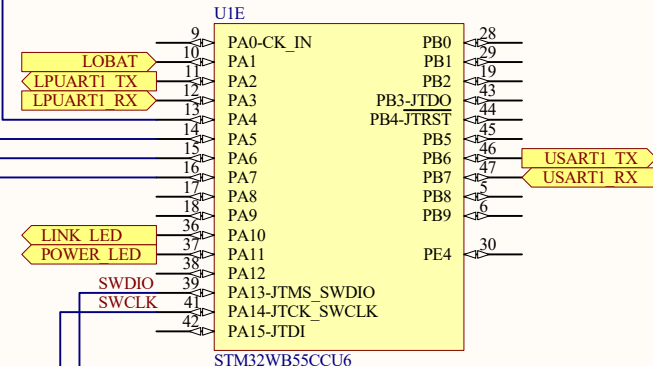 U1E
9 PA0-CK_IN PB0 28
LOBAT 10 PA1 PB1 29
LPUART1_TX 11 PA2 PB2 19
LPUART1_RX 12 PA3 PB3-JTDO 43
13 PA4 PB4-JTRST 44
14 PA5 PB5 45
15 PA6 PB6 46 USART1_TX
16 PA7 PB7 47 USART1_RX
17 PA8 PB8 5
18 PA9 PB9 6
LINK_LED 36 PA10
POWER_LED 37 PA11 PE4 30
38 PA12
SWDIO 39 PA13-JTMS_SWDIO
SWCLK 41 PA14-JTCK_SWCLK
42 PA15-JTDI
STM32WB55CCU6